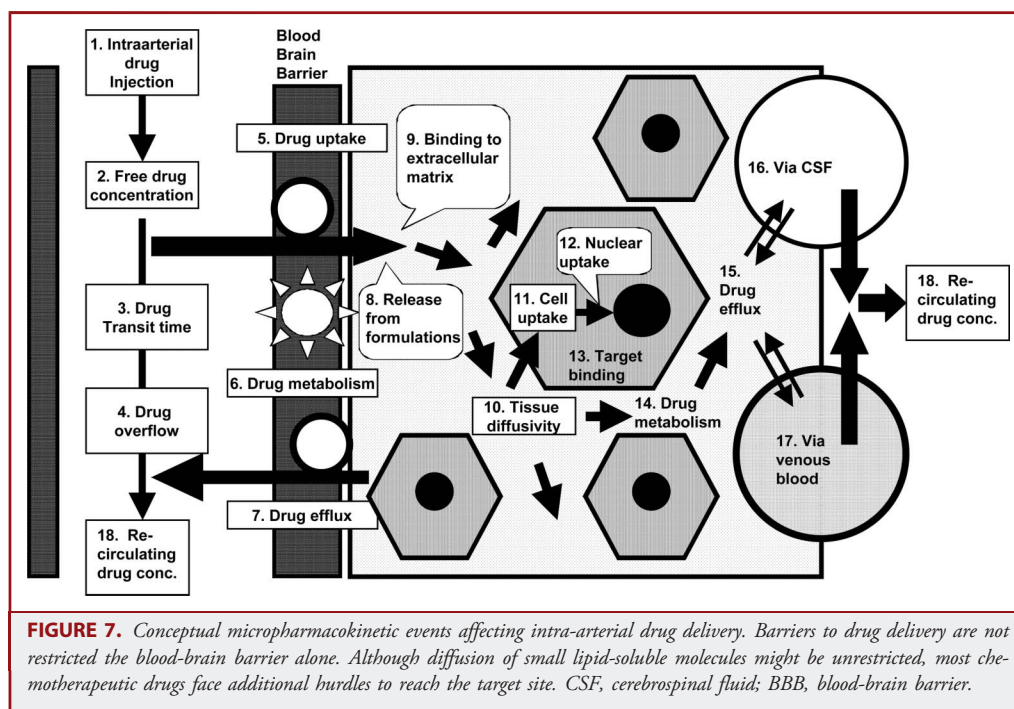 1. Intraarterial
drug
Injection
2. Free drug
concentration
3. Drug
Transit time
4. Drug
overflow
18. Re-
circulating
drug conc.
Blood
Brain
Barrier
5. Drug uptake
6. Drug metabolism
7. Drug efflux
9. Binding to
extracellular
matrix
8. Release
from
formulations
12. Nuclear
uptake
11. Cell
uptake
13. Target
binding
10. Tissue
diffusivity
14. Drug
metabolism
15.
Drug
efflux
16. Via CSF
17. Via
venous
blood
18. Re-
circulating
drug conc.
FIGURE 7. Conceptual micropharmacokinetic events affecting intra-arterial drug delivery. Barriers to drug delivery are not
restricted the blood-brain barrier alone. Although diffusion of small lipid-soluble molecules might be unrestricted, most che-
motherapeutic drugs face additional hurdles to reach the target site. CSF, cerebrospinal fluid; BBB, blood-brain barrier.